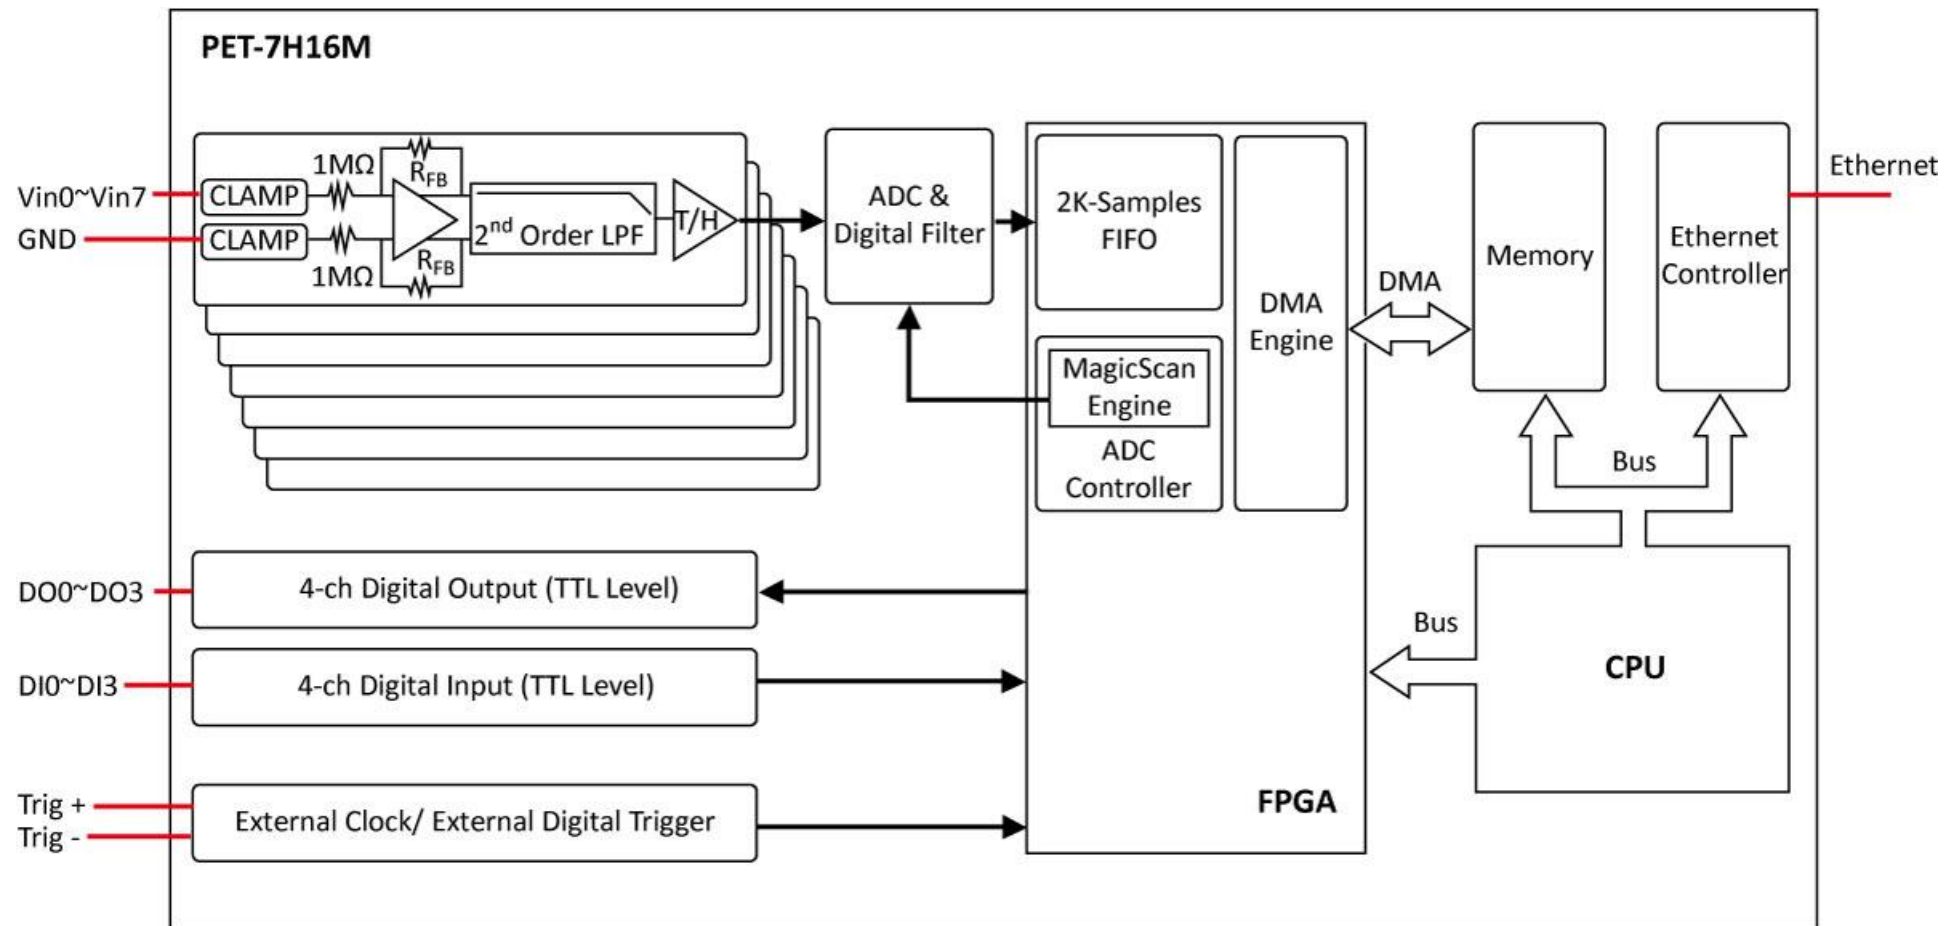 PET-7H16M
Vin0~Vin7
GND
CLAMP
CLAMP
1MΩ
1MΩ
RFB
RFB
2nd Order LPF
T/H
ADC &
Digital Filter
2K-Samples
FIFO
MagicScan
Engine
ADC
Controller
DMA
Engine
DMA
Memory
Ethernet
Controller
Ethernet
Bus
Bus
CPU
FPGA
DO0~DO3
4-ch Digital Output (TTL Level)
DI0~DI3
4-ch Digital Input (TTL Level)
Trig +
Trig -
External Clock/ External Digital Trigger